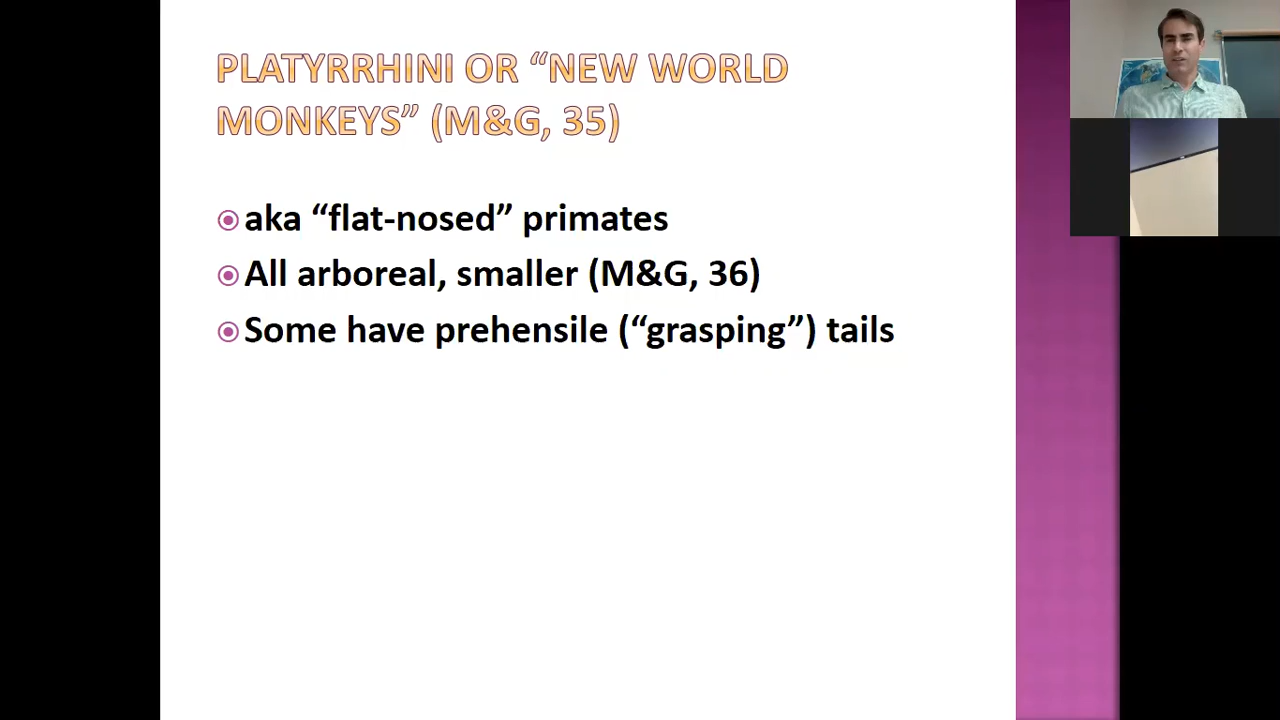 PLATYRRHINI OR “NEW WORLD
MONKEYS” (M&G, 35)
aka “flat-nosed” primates
All arboreal, smaller (M&G, 36)
Some have prehensile (“grasping”) tails